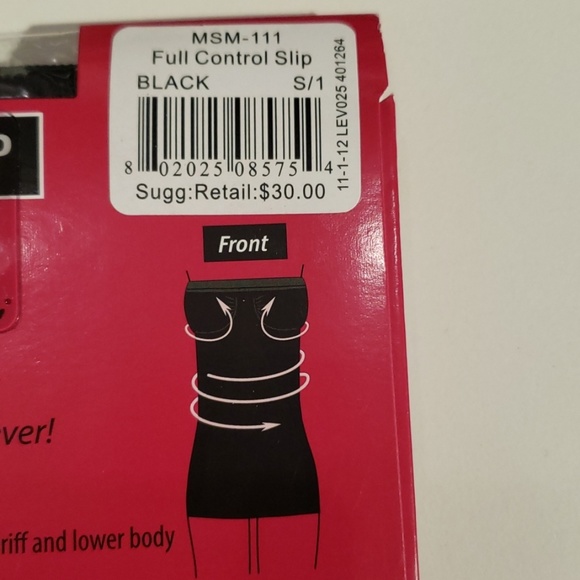 MSM-111
Full Control Slip
BLACK S/1
8 02025 08575 4
Sugg:Retail:$30.00
11-1-12 LEV025 401264
Front
ver!
riff and lower body